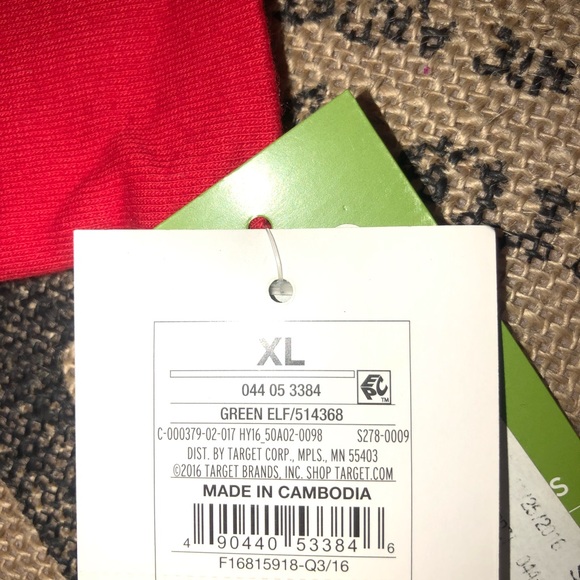 XL
044 05 3384
EPC™
GREEN ELF/514368
C-000379-02-017 HY16_50A02-0098 S278-0009
DIST. BY TARGET CORP., MPLS., MN 55403
©2016 TARGET BRANDS, INC. SHOP TARGET.COM
MADE IN CAMBODIA
4 90440 53384 6
F16815918-Q3/16